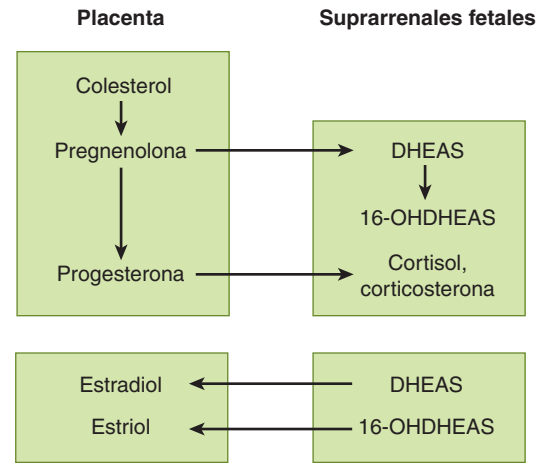 Placenta
Suprarrenales fetales
Colesterol
Pregnenolona
DHEAS
16-OHDHEAS
Progesterona
Cortisol,
corticosterona
Estradiol
DHEAS
Estriol
16-OHDHEAS